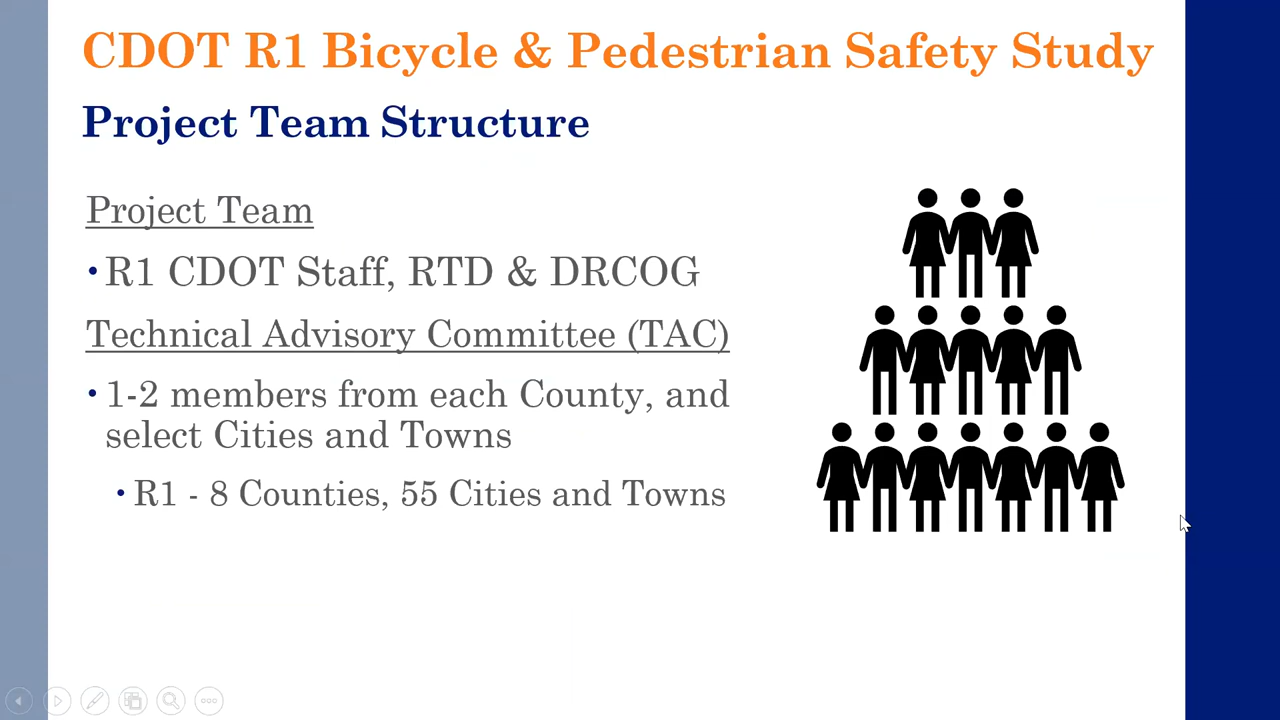 CDOT R1 Bicycle & Pedestrian Safety Study
Project Team Structure
Project Team
•R1 CDOT Staff, RTD & DRCOG
Technical Advisory Committee (TAC)
•1-2 members from each County, and
select Cities and Towns
•R1 - 8 Counties, 55 Cities and Towns